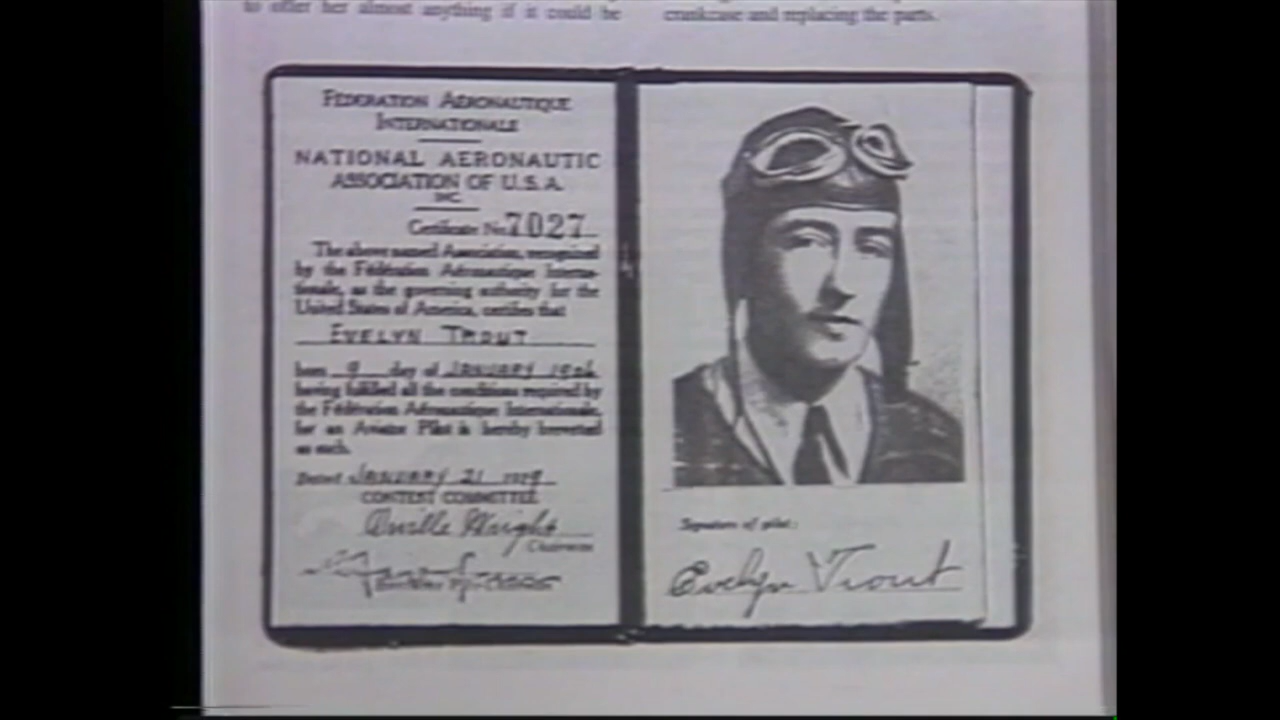 to offer her almost anything if it could be
crankcase and replacing the parts.
FÉDÉRATION AÉRONAUTIQUE
INTERNATIONALE
NATIONAL AERONAUTIC
ASSOCIATION OF U.S.A.
INC.
Certificate No. 7027
The above named Association, recognized
by the Fédération Aéronautique Interna-
tionale, as the governing authority for the
United States of America, certifies that
EVELYN TROUT
born 9 day of JANUARY 1906
having fulfilled all the conditions required by
the Fédération Aéronautique Internationale,
for an Aviator Pilot is hereby brevetted
as such.
Dated JANUARY 21 1929
CONTEST COMMITTEE
Orville Wright
Chairman
Signature of pilot:
Evelyn Trout